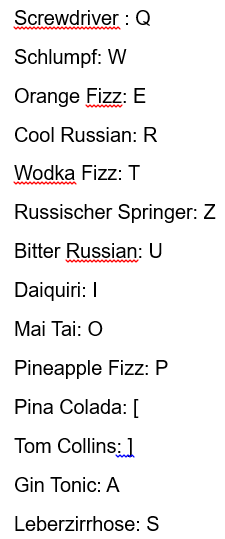 Screwdriver : Q
Schlumpf: W
Orange Fizz: E
Cool Russian: R
Wodka Fizz: T
Russischer Springer: Z
Bitter Russian: U
Daiquiri: I
Mai Tai: O
Pineapple Fizz: P
Pina Colada: [
Tom Collins: ]
Gin Tonic: A
Leberzirrhose: S